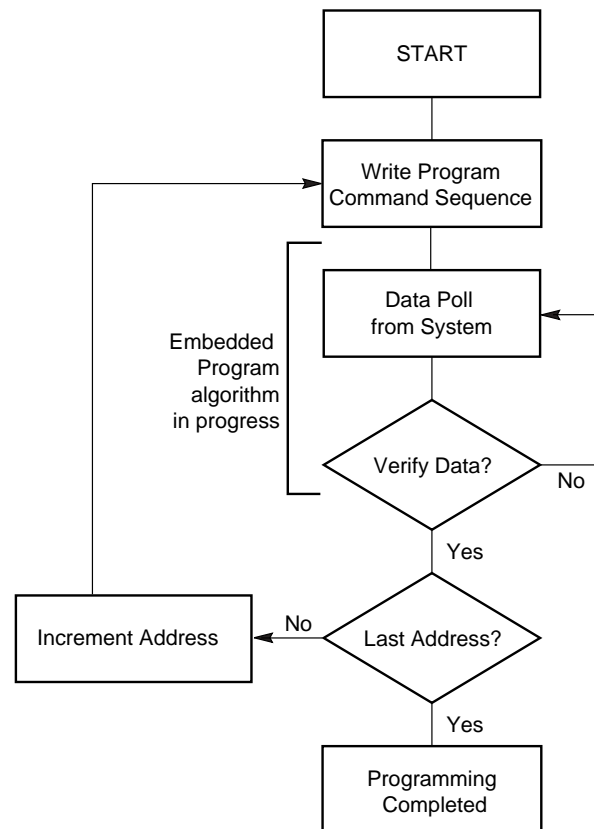 START
Write Program
Command Sequence
Data Poll
from System
Embedded
Program
algorithm
in progress
Verify Data?
No
Yes
Increment Address
No
Last Address?
Yes
Programming
Completed